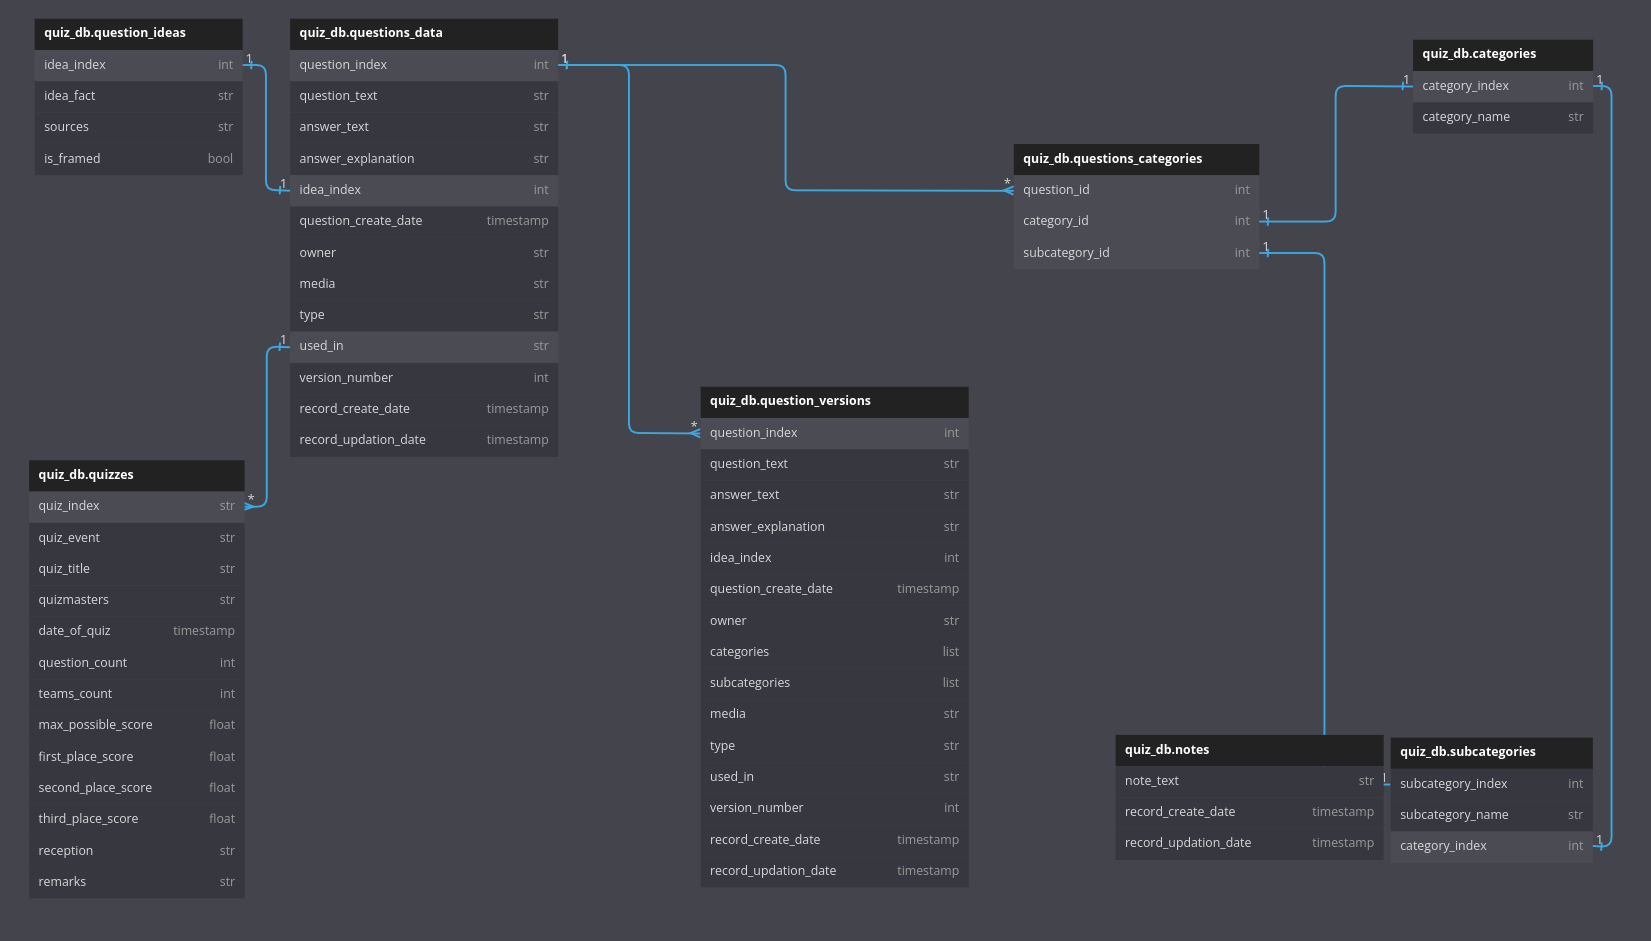 quiz_db.question_ideas
idea_index int
idea_fact str
sources str
is_framed bool
1
1
quiz_db.questions_data
question_index int
question_text str
answer_text str
answer_explanation str
idea_index int
question_create_date timestamp
owner str
media str
type str
used_in str
version_number int
record_create_date timestamp
record_updation_date timestamp
1
1
*
quiz_db.quizzes
quiz_index str
quiz_event str
quiz_title str
quizmasters str
date_of_quiz timestamp
question_count int
teams_count int
max_possible_score float
first_place_score float
second_place_score float
third_place_score float
reception str
remarks str
*
quiz_db.question_versions
question_index int
question_text str
answer_text str
answer_explanation str
idea_index int
question_create_date timestamp
owner str
categories list
subcategories list
media str
type str
used_in str
version_number int
record_create_date timestamp
record_updation_date timestamp
*
quiz_db.questions_categories
question_id int
category_id int
subcategory_id int
1
1
1
quiz_db.categories
category_index int
category_name str
1
quiz_db.notes
note_text str
record_create_date timestamp
record_updation_date timestamp
1
quiz_db.subcategories
subcategory_index int
subcategory_name str
category_index int
1